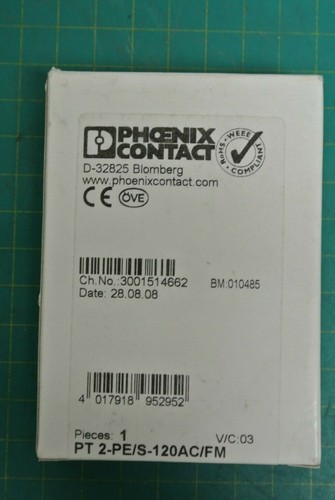 PHŒNIX
CONTACT
RoHS - WEEE
COMPLIANT
D-32825 Blomberg
www.phoenixcontact.com
CE ÖVE
Ch.No.:3001514662 BM:010485
Date: 28.08.08
4 017918 952952
Pieces: 1 V/C:03
PT 2-PE/S-120AC/FM